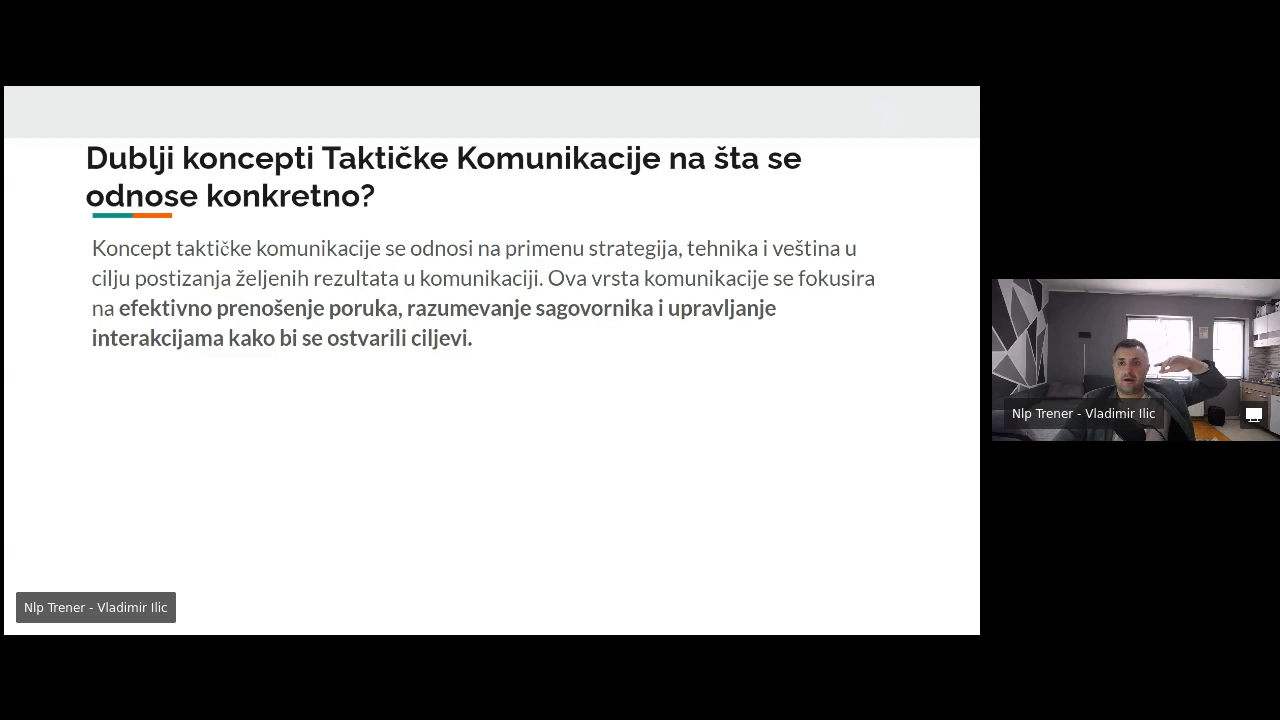 Dublji koncepti Taktičke Komunikacije na šta se
odnose konkretno?
Koncept taktičke komunikacije se odnosi na primenu strategija, tehnika i veština u
cilju postizanja željenih rezultata u komunikaciji. Ova vrsta komunikacije se fokusira
na efektivno prenošenje poruka, razumevanje sagovornika i upravljanje
interakcijama kako bi se ostvarili ciljevi.
Nlp Trener - Vladimir Ilic
Nlp Trener - Vladimir Ilic